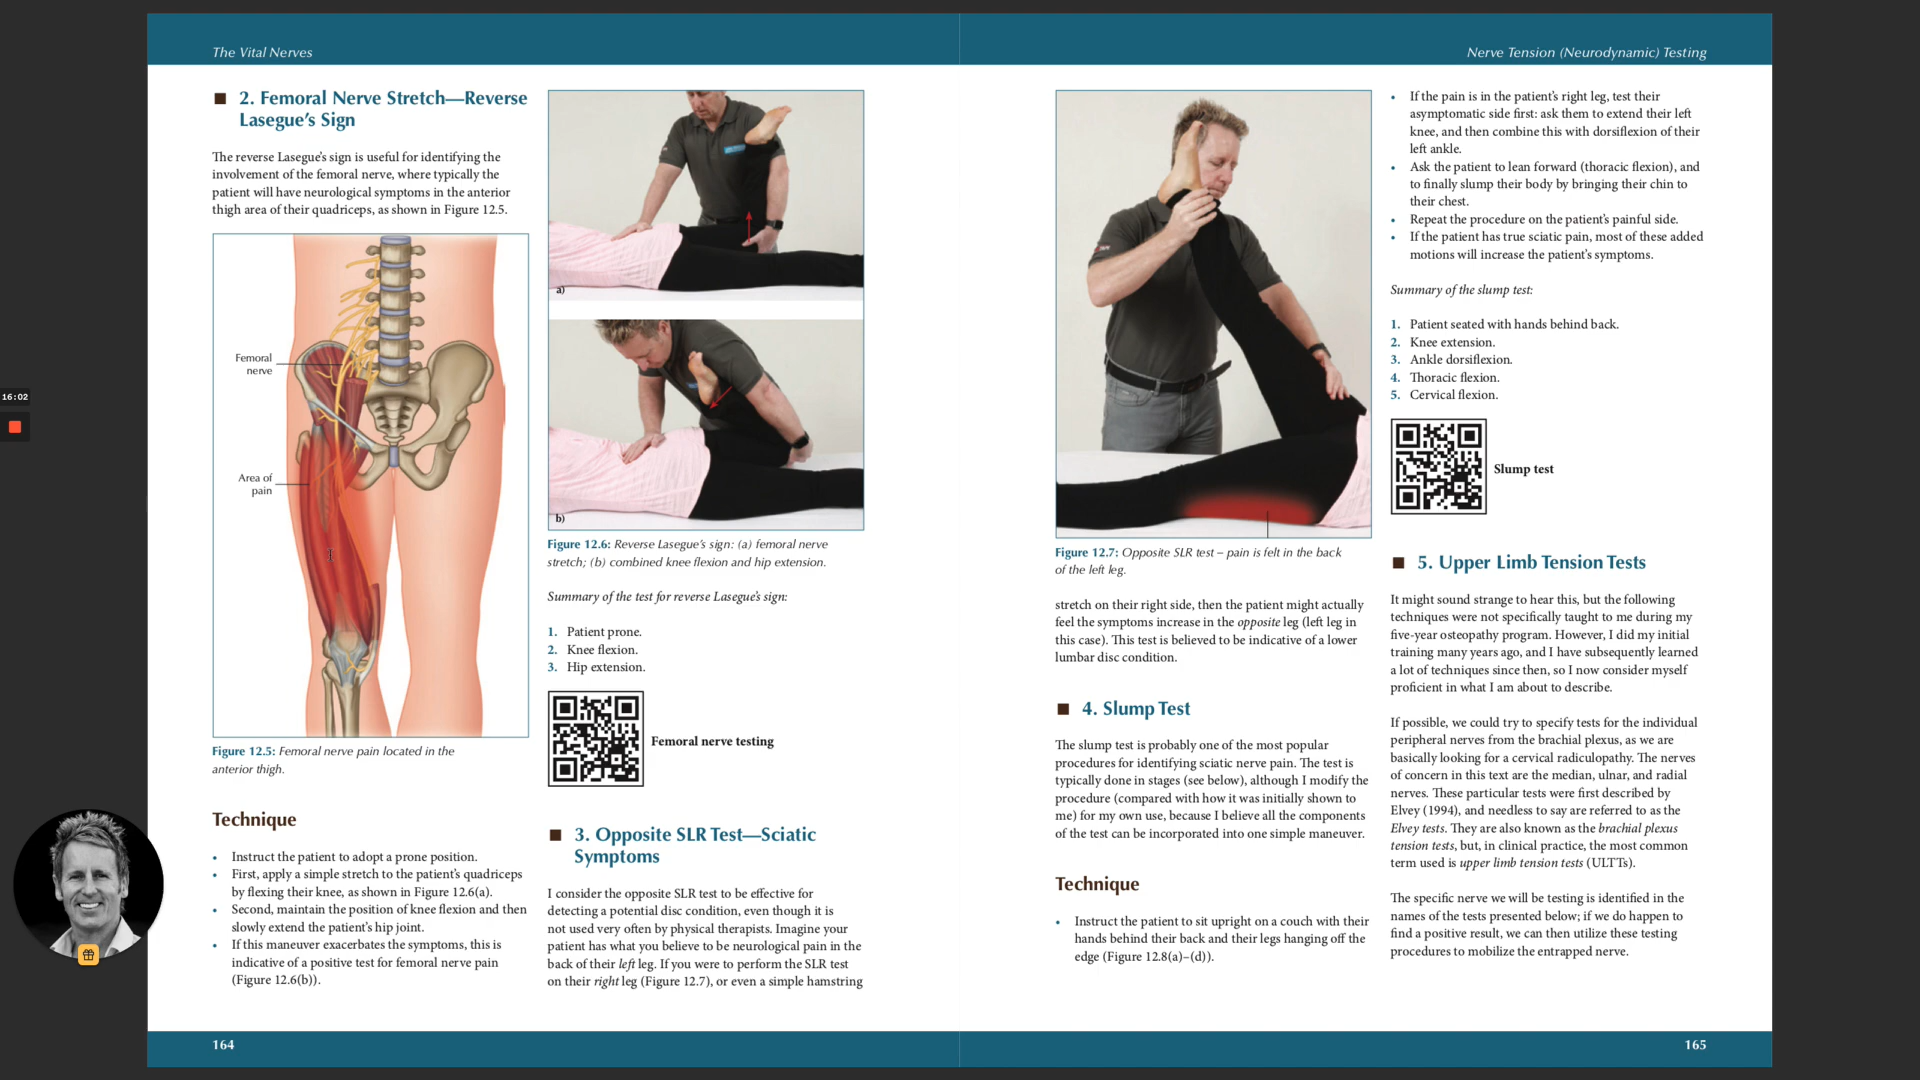 The Vital Nerves
2. Femoral Nerve Stretch—Reverse
Lasegue's Sign
The reverse Lasegue's sign is useful for identifying the
involvement of the femoral nerve, where typically the
patient will have neurological symptoms in the anterior
thigh area of their quadriceps, as shown in Figure 12.5.
Femoral
nerve
Area of
pain
Figure 12.5: Femoral nerve pain located in the
anterior thigh.
Technique
• Instruct the patient to adopt a prone position.
• First, apply a simple stretch to the patient's quadriceps
by flexing their knee, as shown in Figure 12.6(a).
• Second, maintain the position of knee flexion and then
slowly extend the patient's hip joint.
• If this maneuver exacerbates the symptoms, this is
indicative of a positive test for femoral nerve pain
(Figure 12.6(b)).
a)
b)
Figure 12.6: Reverse Lasegue's sign: (a) femoral nerve
stretch; (b) combined knee flexion and hip extension.
Summary of the test for reverse Lasegue's sign:
1. Patient prone.
2. Knee flexion.
3. Hip extension.
Femoral nerve testing
3. Opposite SLR Test—Sciatic
Symptoms
I consider the opposite SLR test to be effective for
detecting a potential disc condition, even though it is
not used very often by physical therapists. Imagine your
patient has what you believe to be neurological pain in the
back of their left leg. If you were to perform the SLR test
on their right leg (Figure 12.7), or even a simple hamstring
164
Nerve Tension (Neurodynamic) Testing
Figure 12.7: Opposite SLR test – pain is felt in the back
of the left leg.
stretch on their right side, then the patient might actually
feel the symptoms increase in the opposite leg (left leg in
this case). This test is believed to be indicative of a lower
lumbar disc condition.
4. Slump Test
The slump test is probably one of the most popular
procedures for identifying sciatic nerve pain. The test is
typically done in stages (see below), although I modify the
procedure (compared with how it was initially shown to
me) for my own use, because I believe all the components
of the test can be incorporated into one simple maneuver.
Technique
• Instruct the patient to sit upright on a couch with their
hands behind their back and their legs hanging off the
edge (Figure 12.8(a)–(d)).
• If the pain is in the patient's right leg, test their
asymptomatic side first: ask them to extend their left
knee, and then combine this with dorsiflexion of their
left ankle.
• Ask the patient to lean forward (thoracic flexion), and
to finally slump their body by bringing their chin to
their chest.
• Repeat the procedure on the patient's painful side.
• If the patient has true sciatic pain, most of these added
motions will increase the patient's symptoms.
Summary of the slump test:
1. Patient seated with hands behind back.
2. Knee extension.
3. Ankle dorsiflexion.
4. Thoracic flexion.
5. Cervical flexion.
Slump test
5. Upper Limb Tension Tests
It might sound strange to hear this, but the following
techniques were not specifically taught to me during my
five-year osteopathy program. However, I did my initial
training many years ago, and I have subsequently learned
a lot of techniques since then, so I now consider myself
proficient in what I am about to describe.
If possible, we could try to specify tests for the individual
peripheral nerves from the brachial plexus, as we are
basically looking for a cervical radiculopathy. The nerves
of concern in this text are the median, ulnar, and radial
nerves. These particular tests were first described by
Elvey (1994), and needless to say are referred to as the
Elvey tests. They are also known as the brachial plexus
tension tests, but, in clinical practice, the most common
term used is upper limb tension tests (ULTTs).
The specific nerve we will be testing is identified in the
names of the tests presented below; if we do happen to
find a positive result, we can then utilize these testing
procedures to mobilize the entrapped nerve.
165
16:02